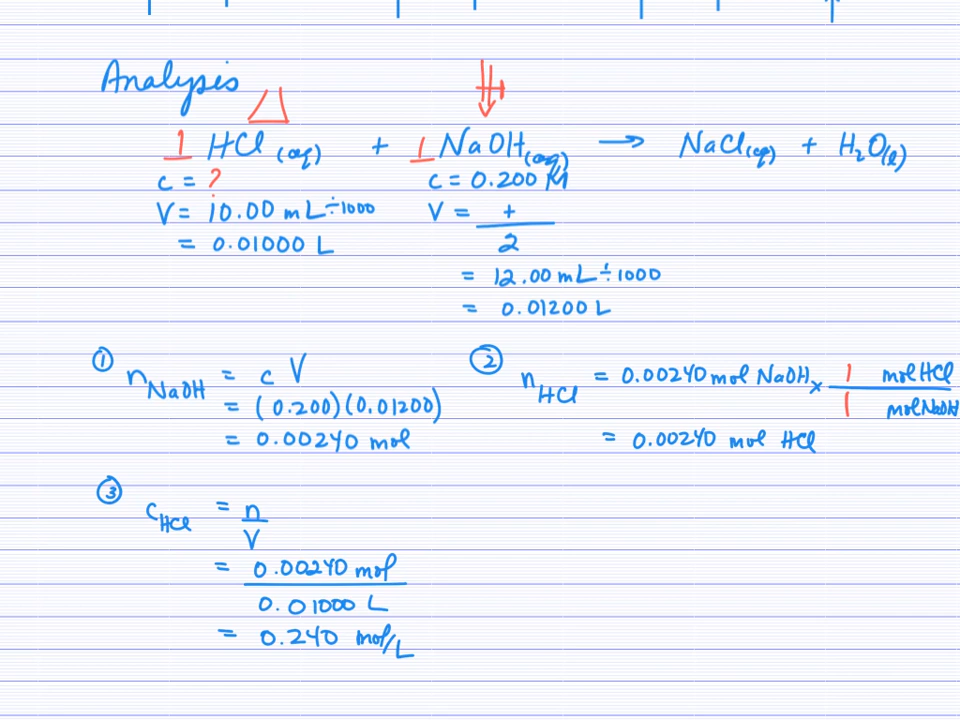 Analysis
1 HCl (aq) + 1 NaOH (aq) → NaCl (aq) + H₂O (l)
c = ? c = 0.200 M
V = 10.00 mL ÷ 1000 V = + / 2
= 0.01000 L
= 12.00 mL ÷ 1000
= 0.01200 L
① n NaOH = c V
= (0.200)(0.01200)
= 0.00240 mol
② n HCl = 0.00240 mol NaOH × 1 mol HCl / 1 mol NaOH
= 0.00240 mol HCl
③ c HCl = n / V
= 0.00240 mol
0.01000 L
= 0.240 mol/L